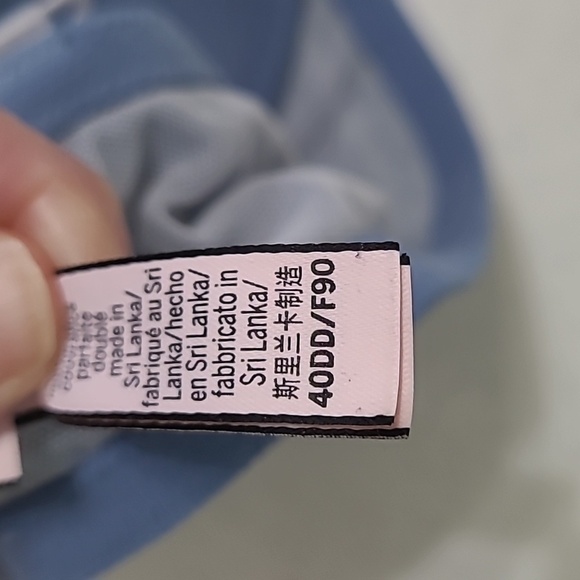 parfaite
double
made in
Sri Lanka/
fabriqué au Sri
Lanka/hecho
en Sri Lanka/
fabbricato in
Sri Lanka/
斯里兰卡制造
40DD/F90